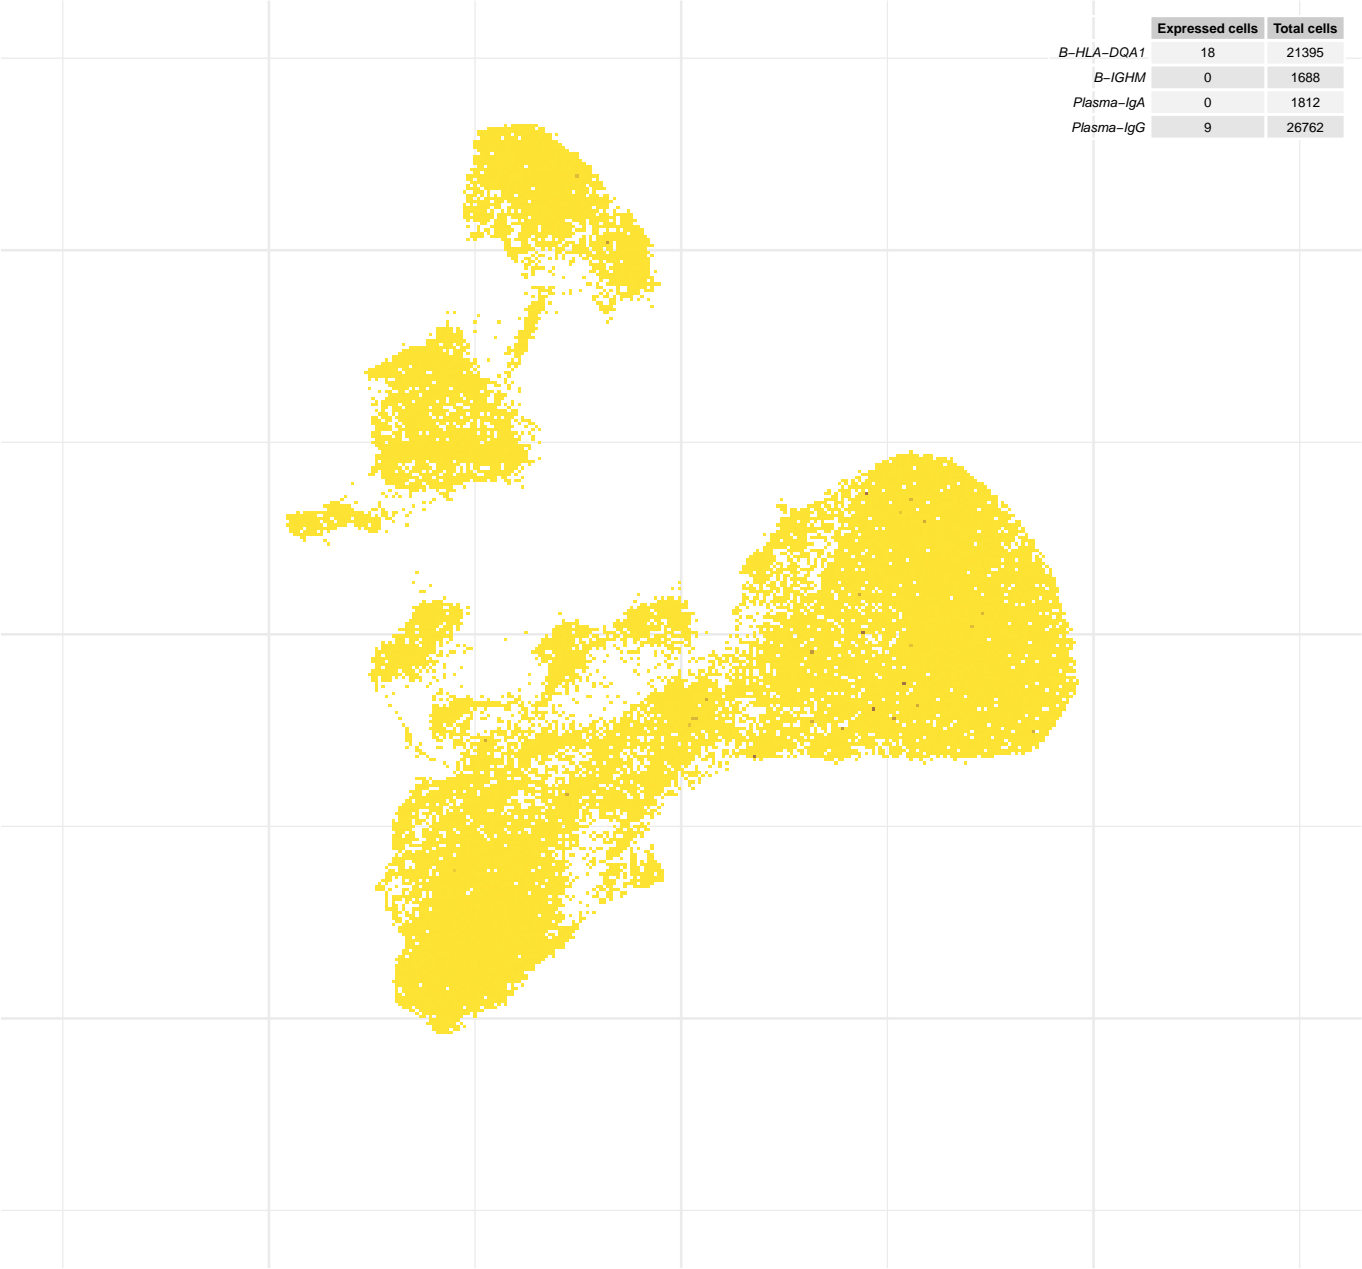 Expressed cells Total cells
B−HLA−DQA1 18 21395
B−IGHM 0 1688
Plasma−IgA 0 1812
Plasma−IgG 9 26762